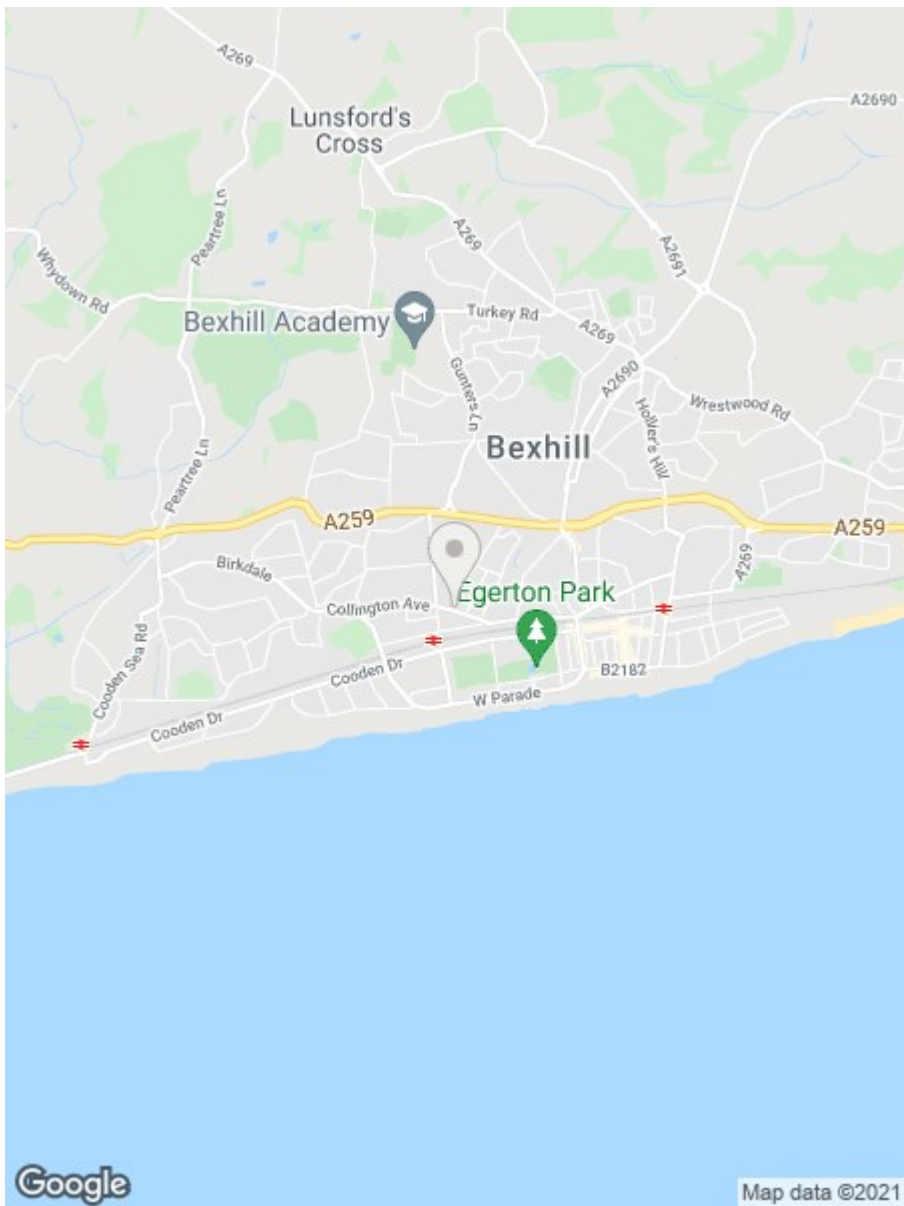 A269
A2690
Lunsford's
Cross
Peartree Ln
A269
A2691
Whydown Rd
Bexhill Academy
Turkey Rd
A269
Gunters Ln
A2690
Wrestwood Rd
Holliers Hill
Bexhill
Peartree Ln
A259
A259
Birkdale
A269
Collington Ave
Egerton Park
Cooden Sea Rd
Cooden Dr
B2182
W Parade
Cooden Dr
Google
Map data ©2021